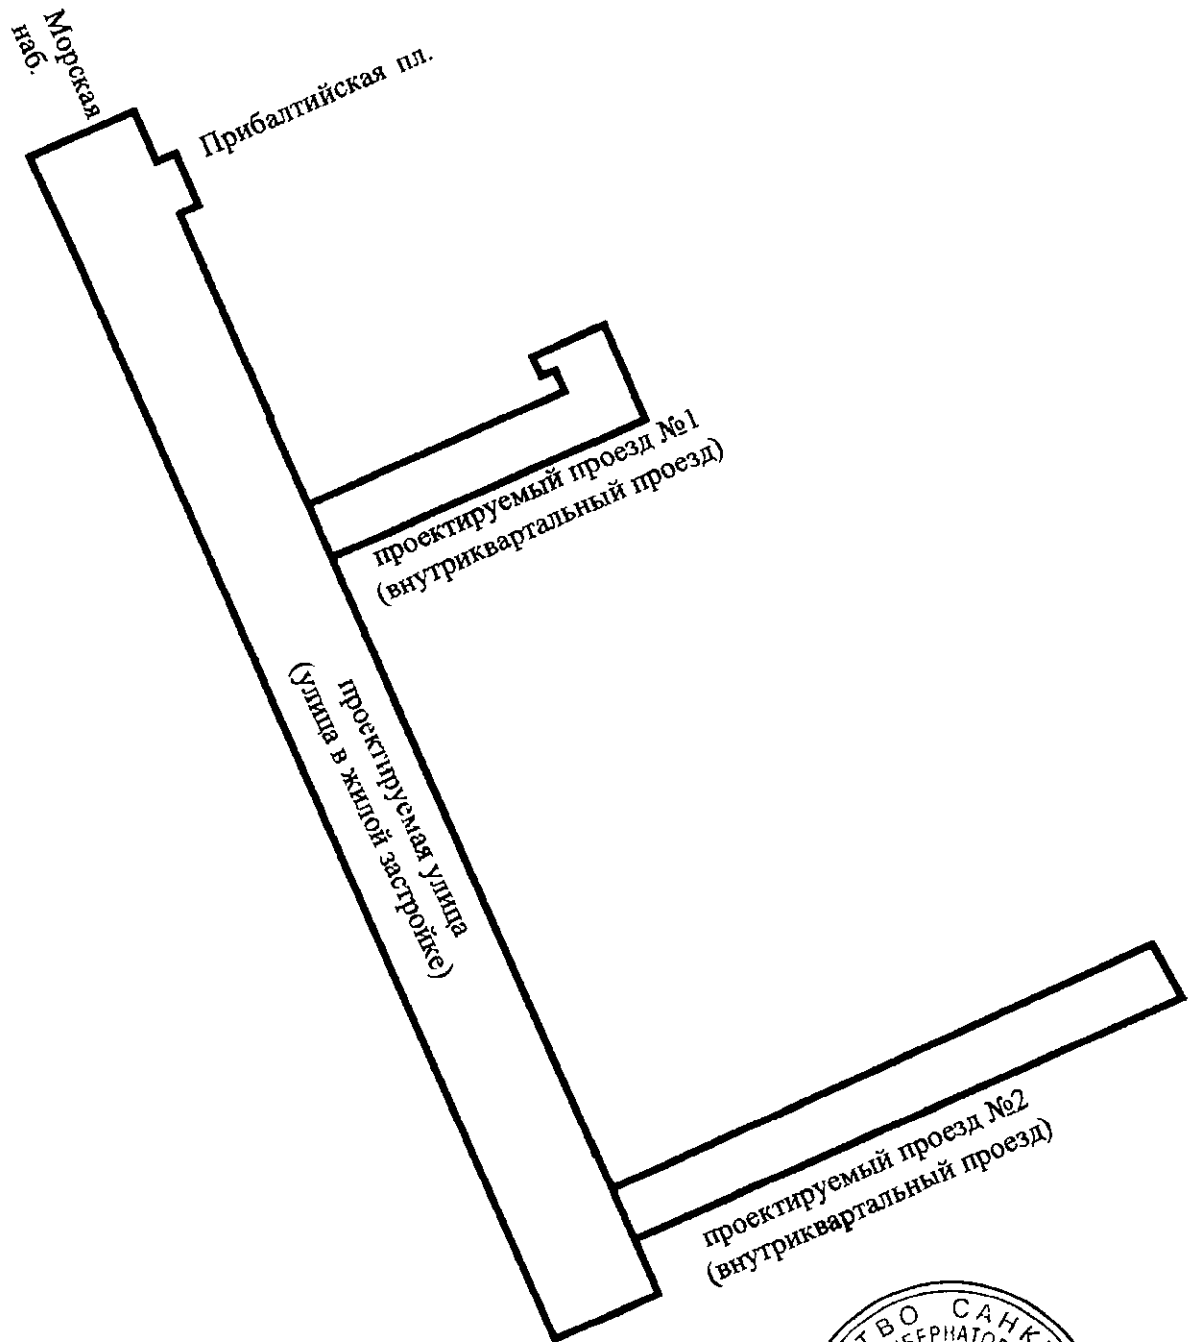 Морская
наб.
Прибалтийская пл.
проектируемый проезд №1
(внутриквартальный проезд)
проектируемая улица
(улица в жилой застройке)
проектируемый проезд №2
(внутриквартальный проезд)